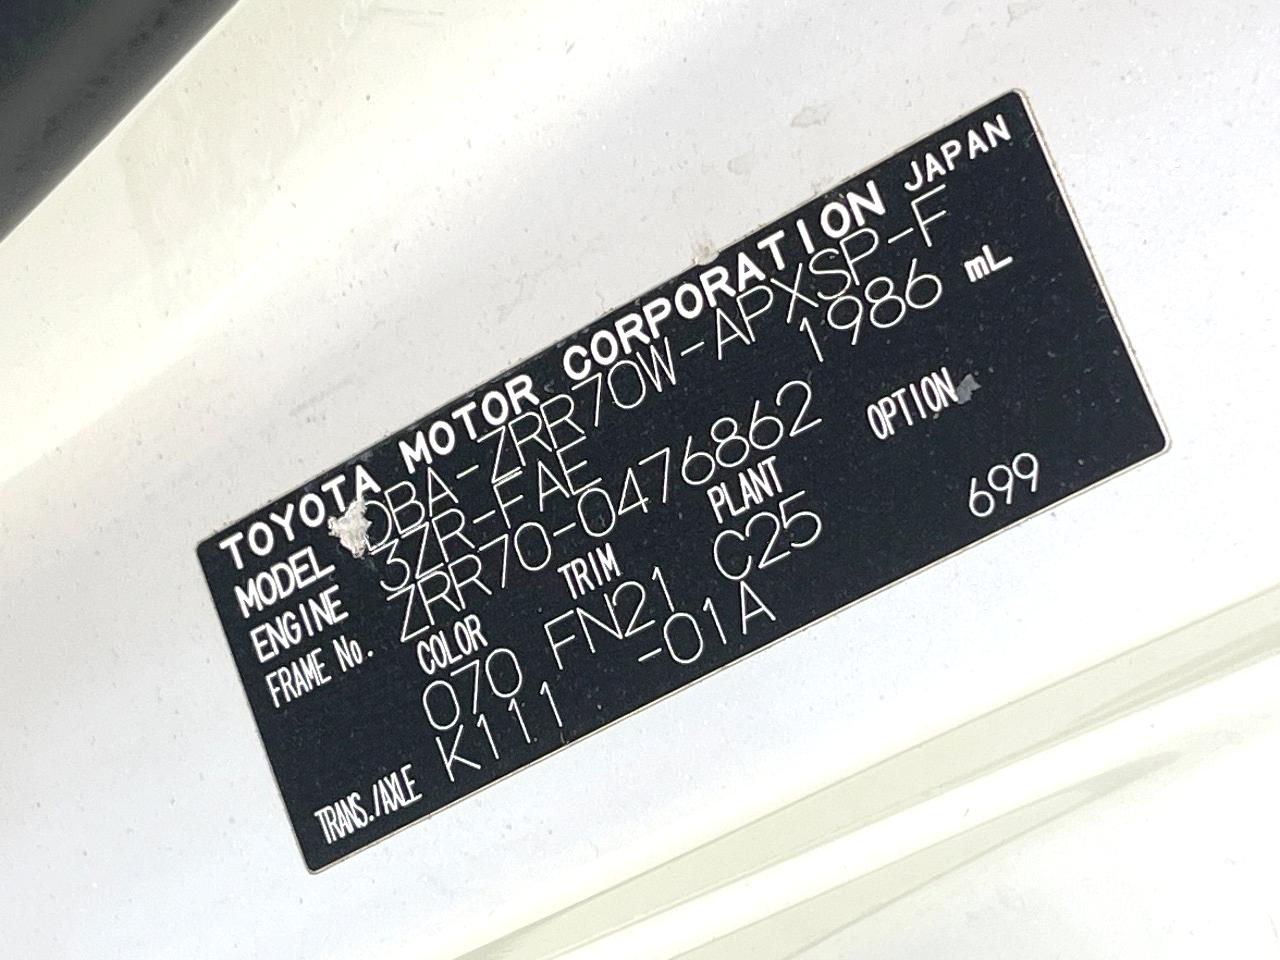 TOYOTA MOTOR CORPORATION JAPAN
MODEL DBA-ZRR70W-APXSP-F
ENGINE 3ZR-FAE 1986 mL
FRAME No. ZRR70-0476862
COLOR TRIM PLANT OPTION
070 FN21 C25 699
TRANS./AXLE K111 -01A